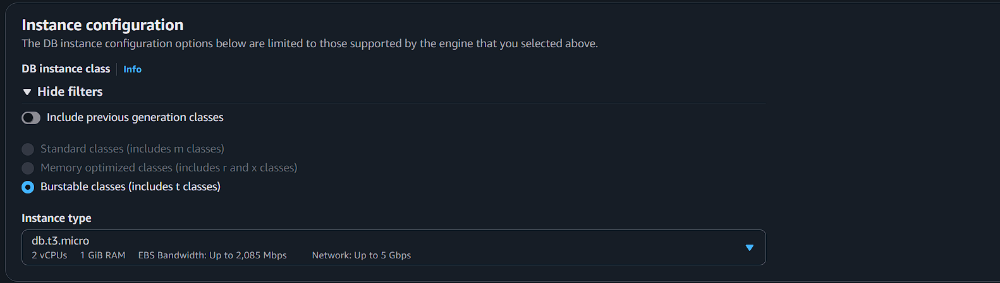 Instance configuration
The DB instance configuration options below are limited to those supported by the engine that you selected above.
DB instance class Info
Hide filters
Include previous generation classes
Standard classes (includes m classes)
Memory optimized classes (includes r and x classes)
Burstable classes (includes t classes)
Instance type
db.t3.micro
2 vCPUs 1 GiB RAM EBS Bandwidth: Up to 2,085 Mbps Network: Up to 5 Gbps